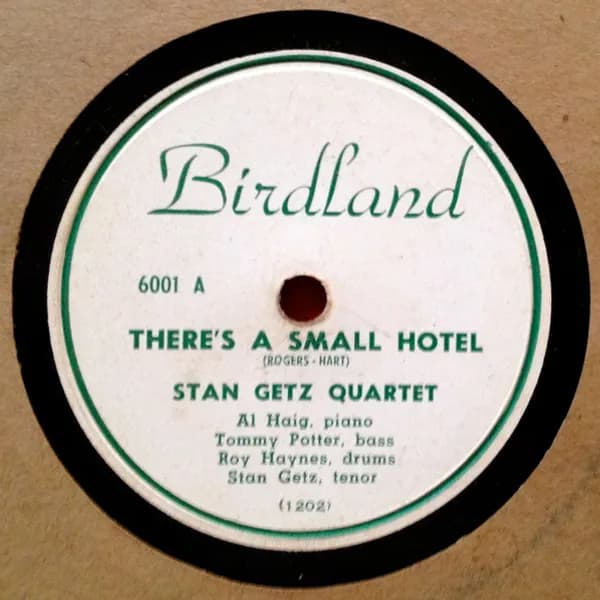 Birdland
6001 A
THERE'S A SMALL HOTEL
(ROGERS - HART)
STAN GETZ QUARTET
Al Haig, piano
Tommy Potter, bass
Roy Haynes, drums
Stan Getz, tenor
(1202)